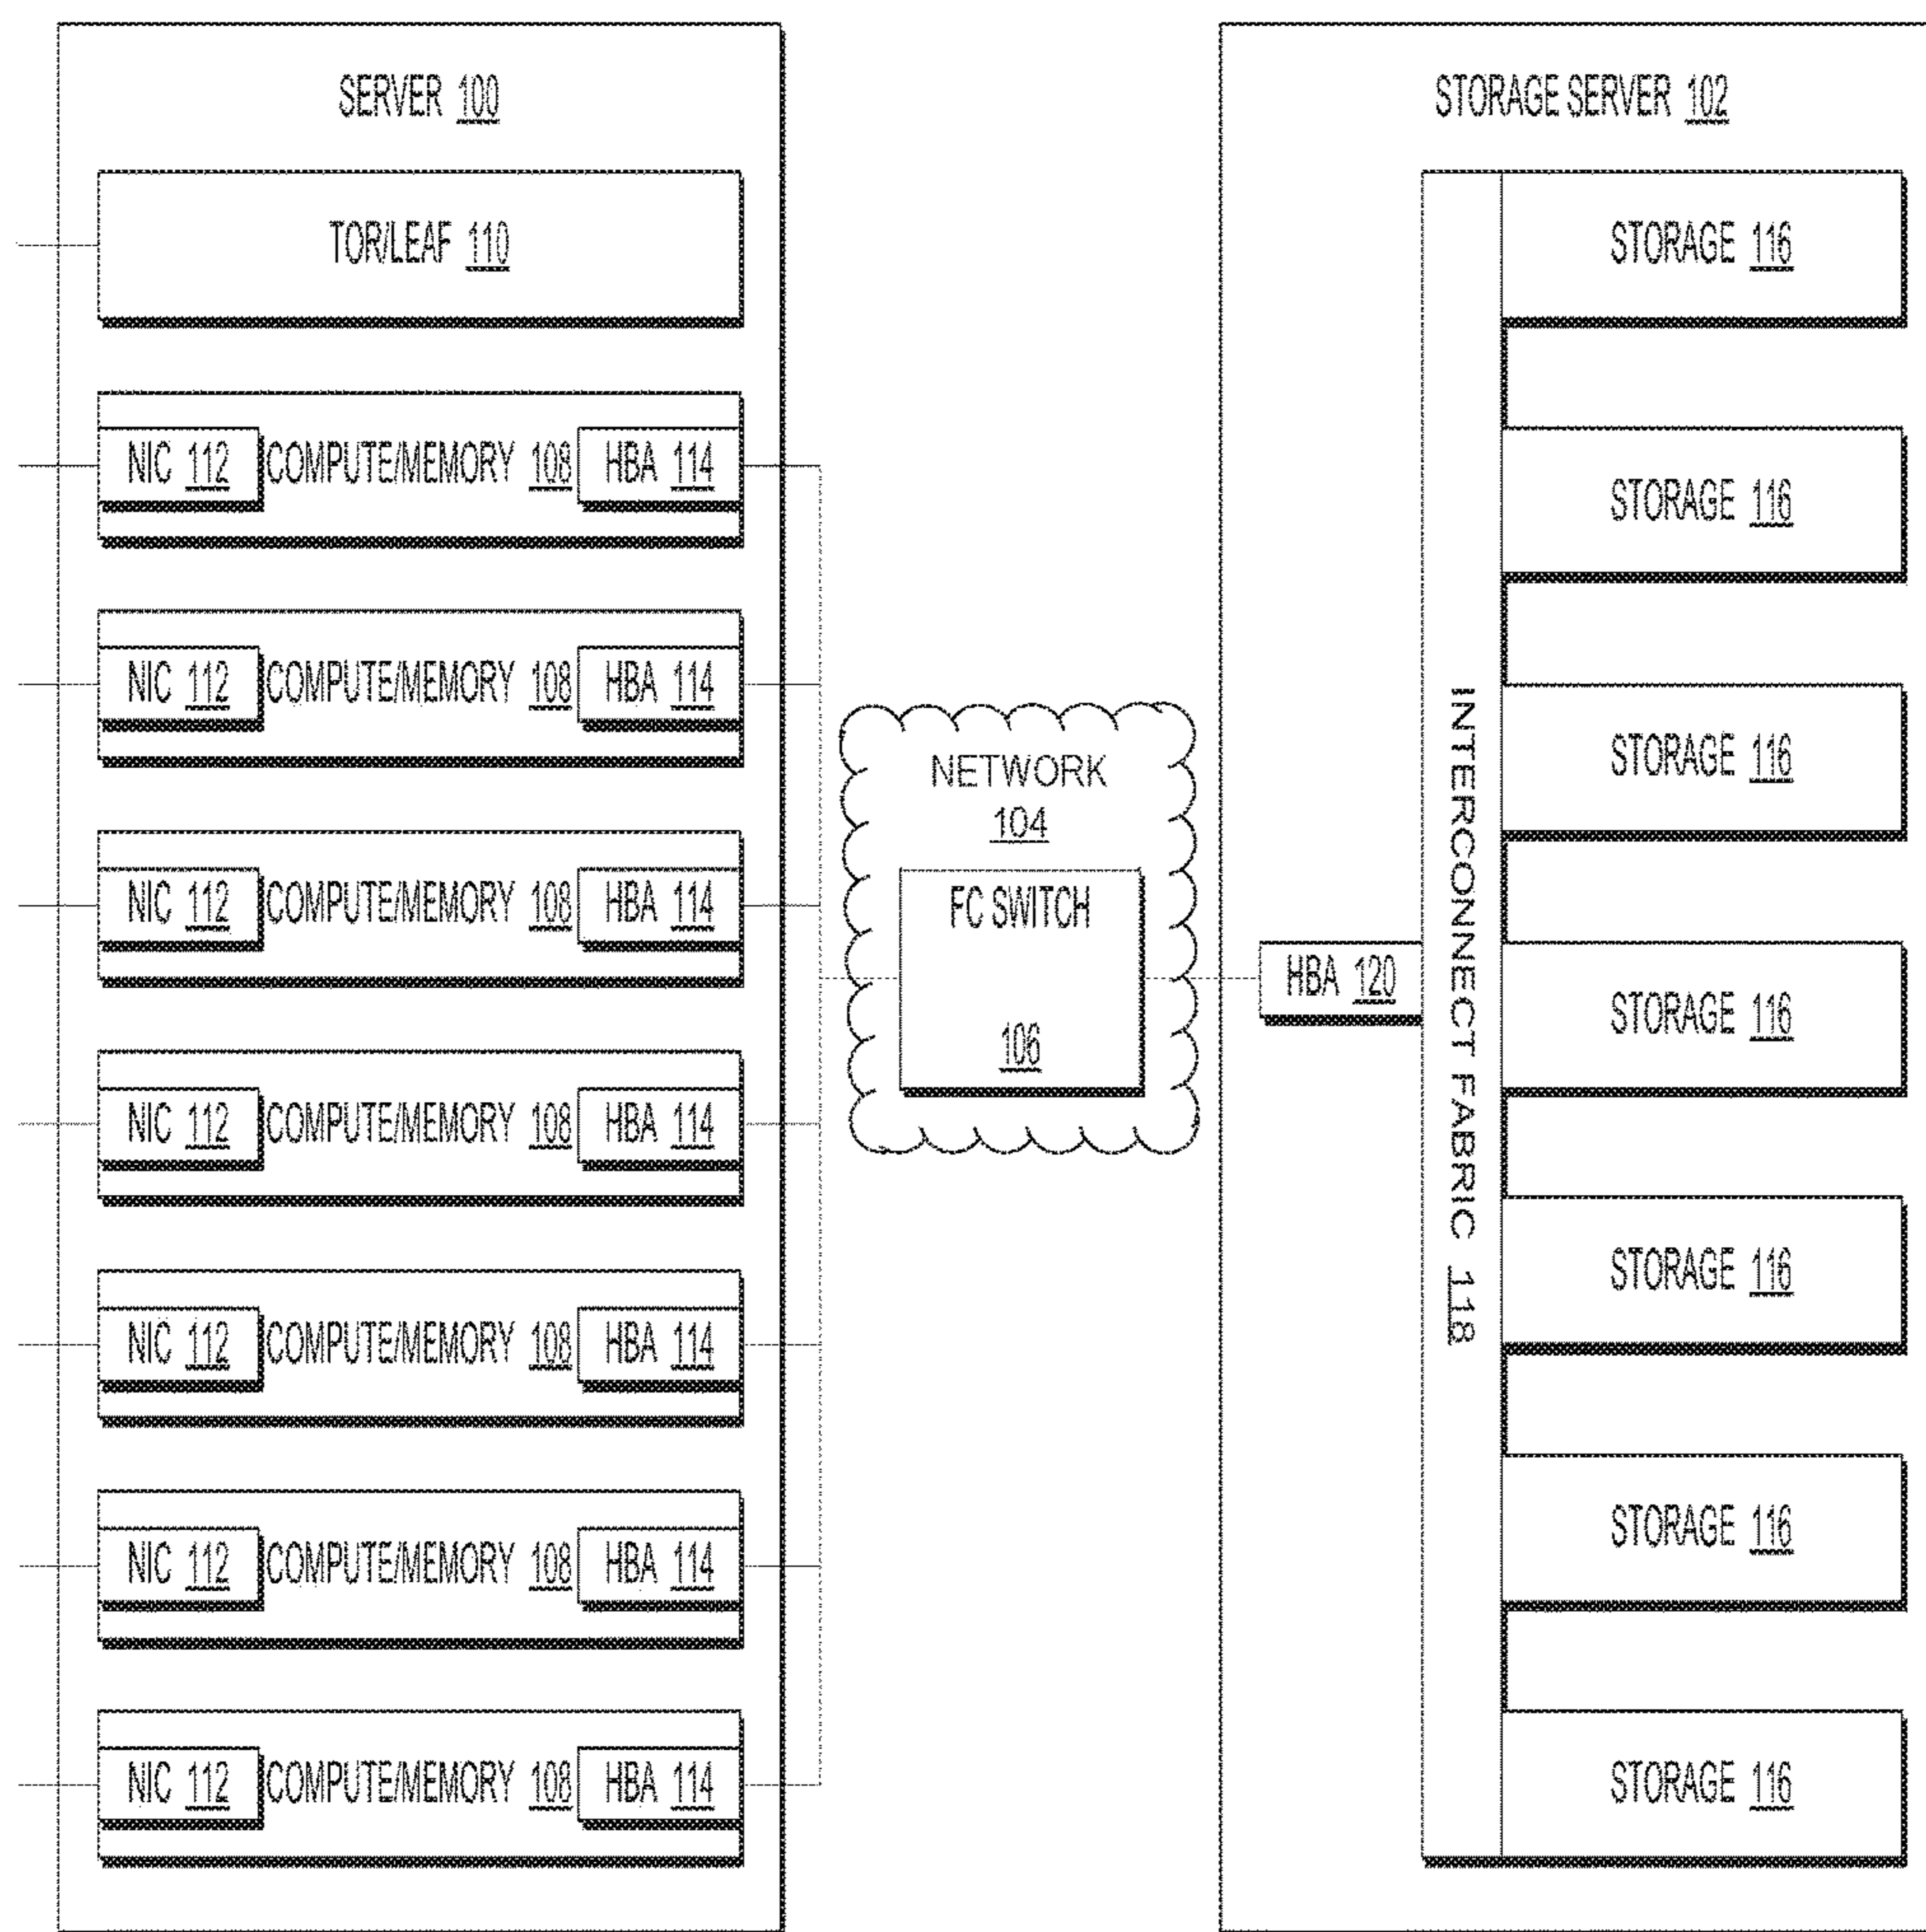 SERVER 100
TOR/LEAF 110
NIC 112 COMPUTE/MEMORY 108 HBA 114
NIC 112 COMPUTE/MEMORY 108 HBA 114
NIC 112 COMPUTE/MEMORY 108 HBA 114
NIC 112 COMPUTE/MEMORY 108 HBA 114
NIC 112 COMPUTE/MEMORY 108 HBA 114
NIC 112 COMPUTE/MEMORY 108 HBA 114
NIC 112 COMPUTE/MEMORY 108 HBA 114
NETWORK
104
FC SWITCH
106
STORAGE SERVER 102
HBA 120
INTERCONNECT FABRIC 118
STORAGE 116
STORAGE 116
STORAGE 116
STORAGE 116
STORAGE 116
STORAGE 116
STORAGE 116